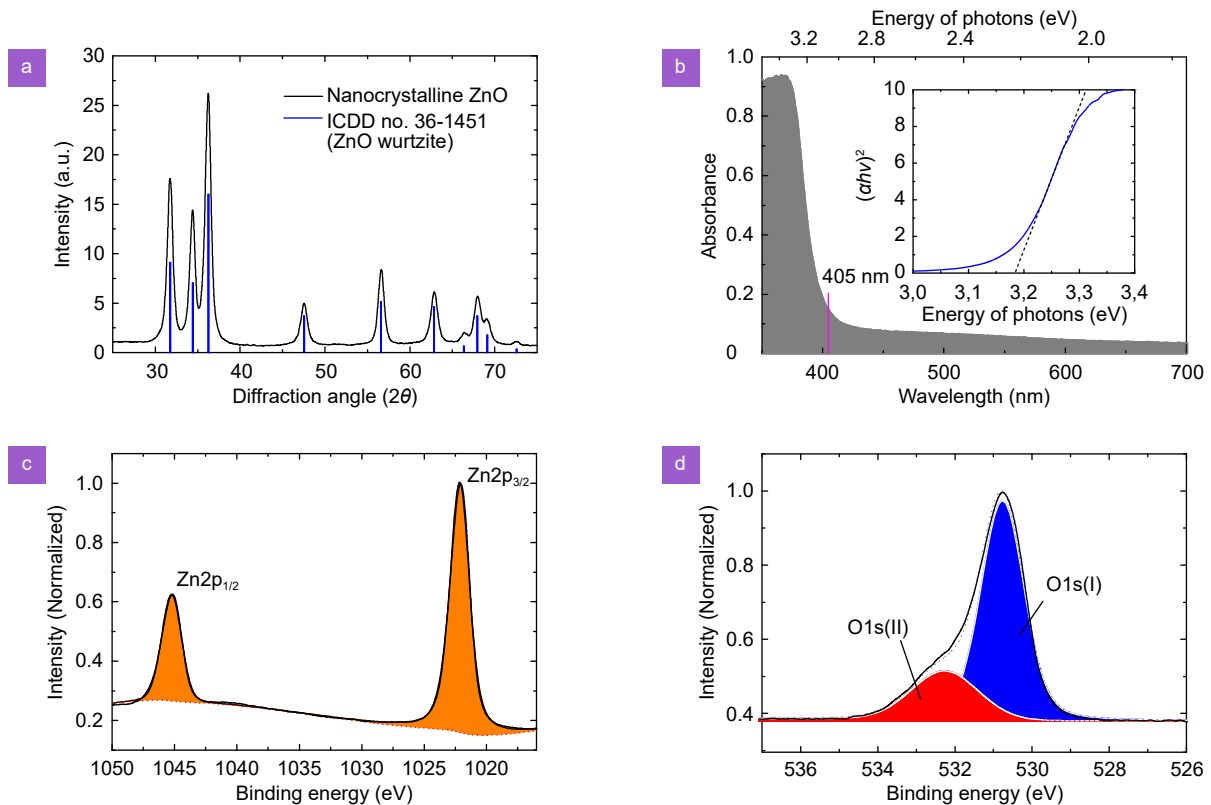 a
30
25
20
15
10
5
0
Intensity (a.u.)
Nanocrystalline ZnO
ICDD no. 36-1451
(ZnO wurtzite)
30 40 50 60 70
Diffraction angle (2θ)
b
Energy of photons (eV)
3.2 2.8 2.4 2.0
1.0
0.8
0.6
0.4
0.2
0
Absorbance
405 nm
10
8
6
4
2
0
(αhv)²
3,0 3,1 3,2 3,3 3,4
Energy of photons (eV)
400 500 600 700
Wavelength (nm)
c
1.0
0.8
0.6
0.4
0.2
Intensity (Normalized)
Zn2p3/2
Zn2p1/2
1050 1045 1040 1035 1030 1025 1020
Binding energy (eV)
d
1.0
0.8
0.6
0.4
Intensity (Normalized)
O1s(I)
O1s(II)
536 534 532 530 528 526
Binding energy (eV)